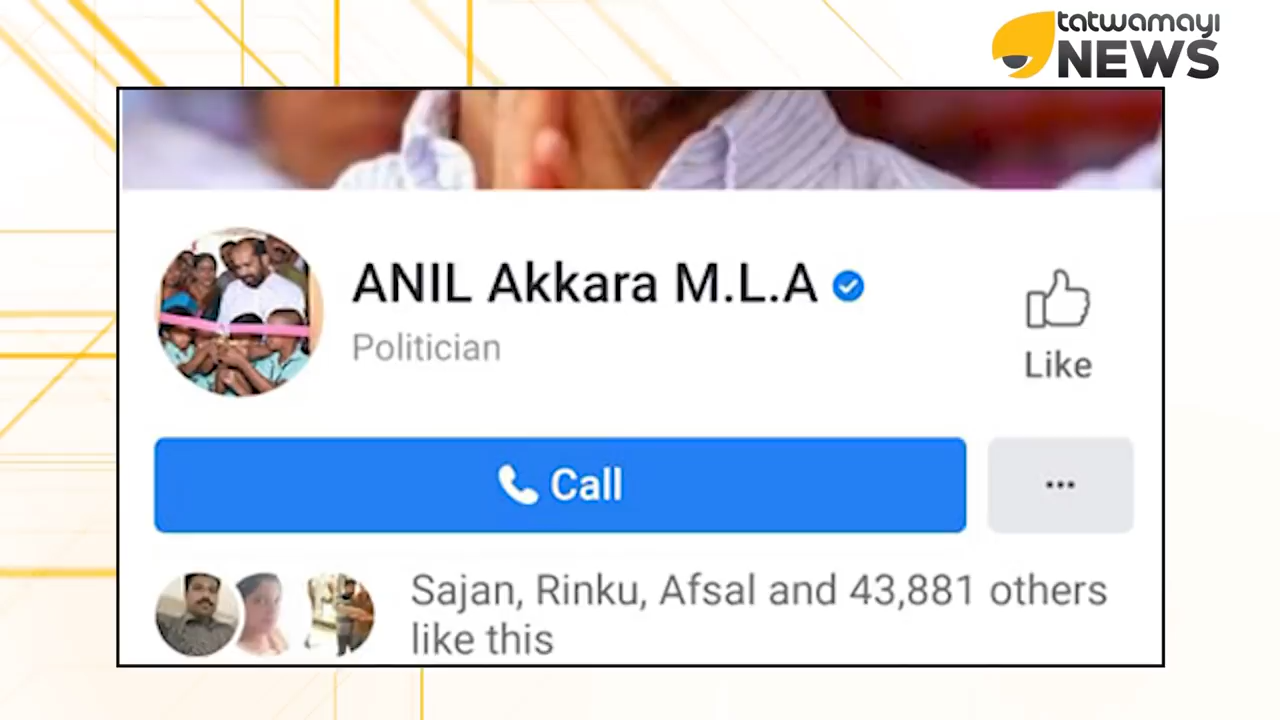 tatwamayi
NEWS
ANIL Akkara M.L.A
Politician
Like
Call
...
Sajan, Rinku, Afsal and 43,881 others
like this